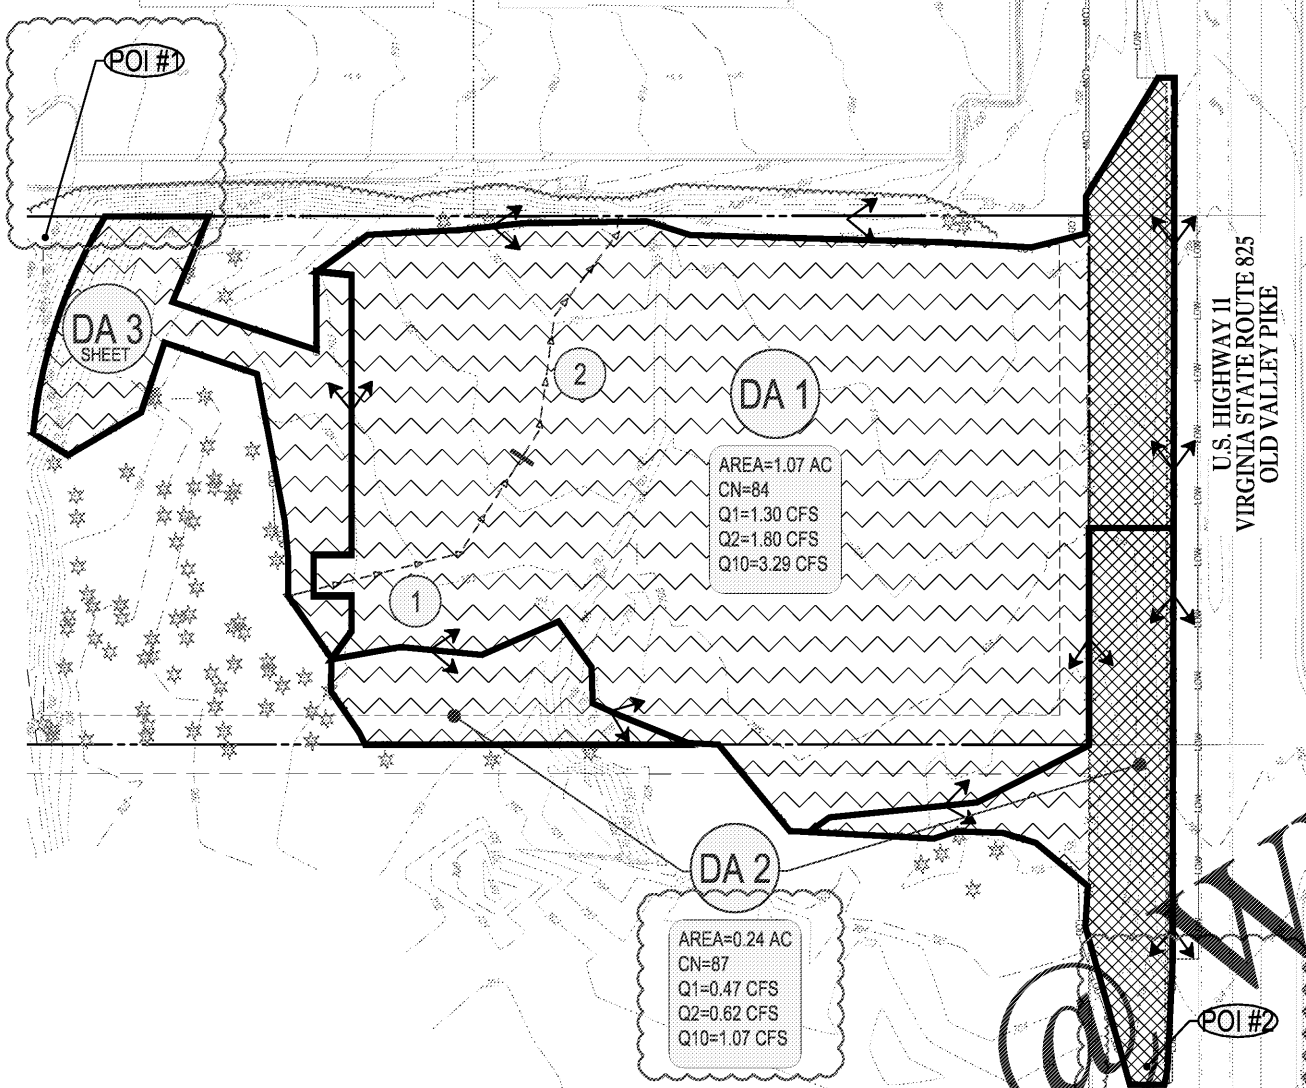 POI #1
DA 3
SHEET
2
DA 1
AREA=1.07 AC
CN=84
Q1=1.30 CFS
Q2=1.80 CFS
Q10=3.29 CFS
U.S. HIGHWAY 11
VIRGINIA STATE ROUTE 825
OLD VALLEY PIKE
1
DA 2
AREA=0.24 AC
CN=87
Q1=0.47 CFS
Q2=0.62 CFS
Q10=1.07 CFS
@ W
POI #2